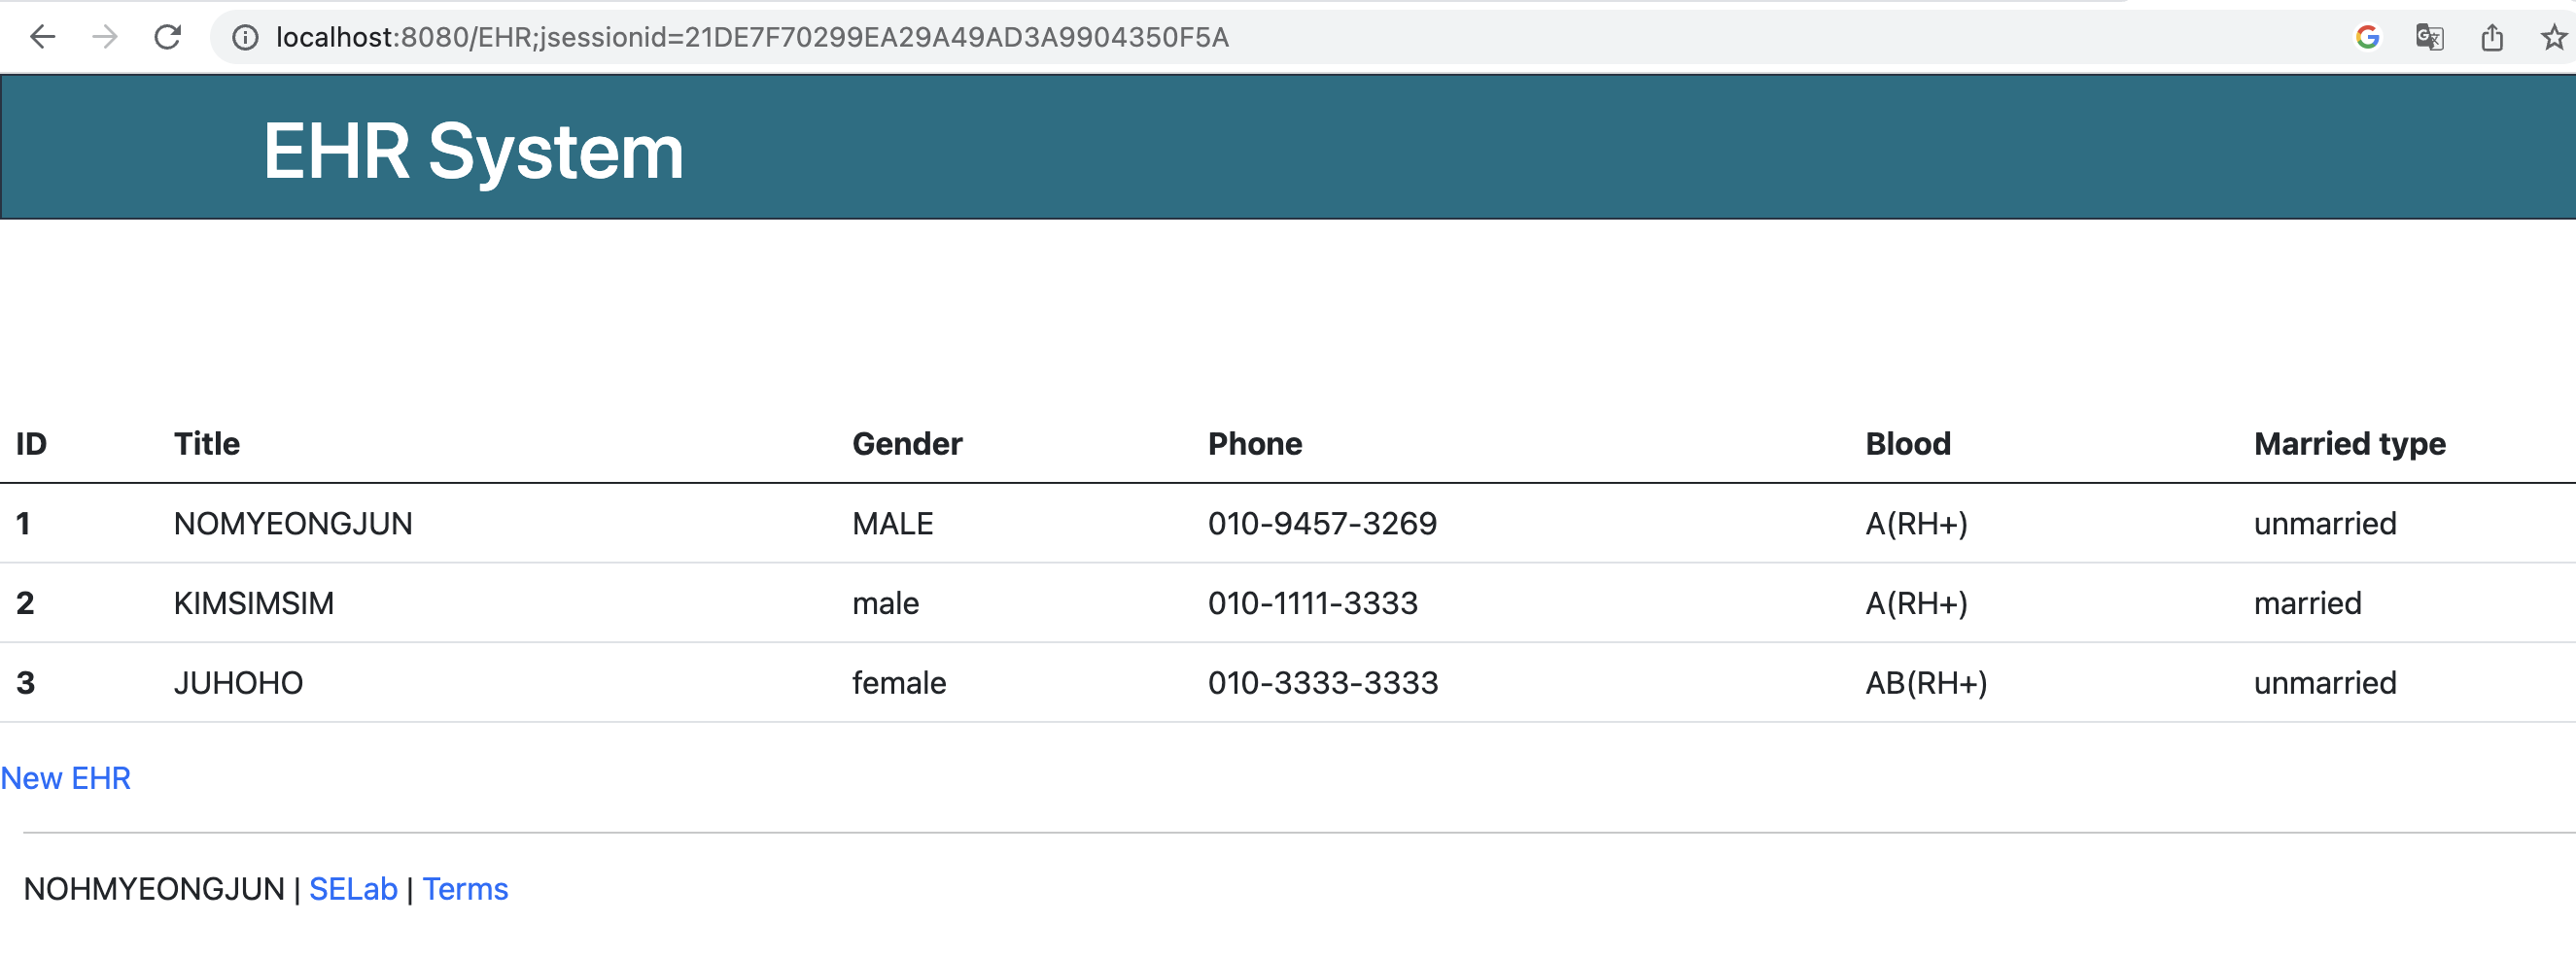 localhost:8080/EHR;jsessionid=21DE7F70299EA29A49AD3A9904350F5A
EHR System
ID Title Gender Phone Blood Married type
1 NOMYEONGJUN MALE 010-9457-3269 A(RH+) unmarried
2 KIMSIMSIM male 010-1111-3333 A(RH+) married
3 JUHOHO female 010-3333-3333 AB(RH+) unmarried
New EHR
NOHMYEONGJUN | SELab | Terms